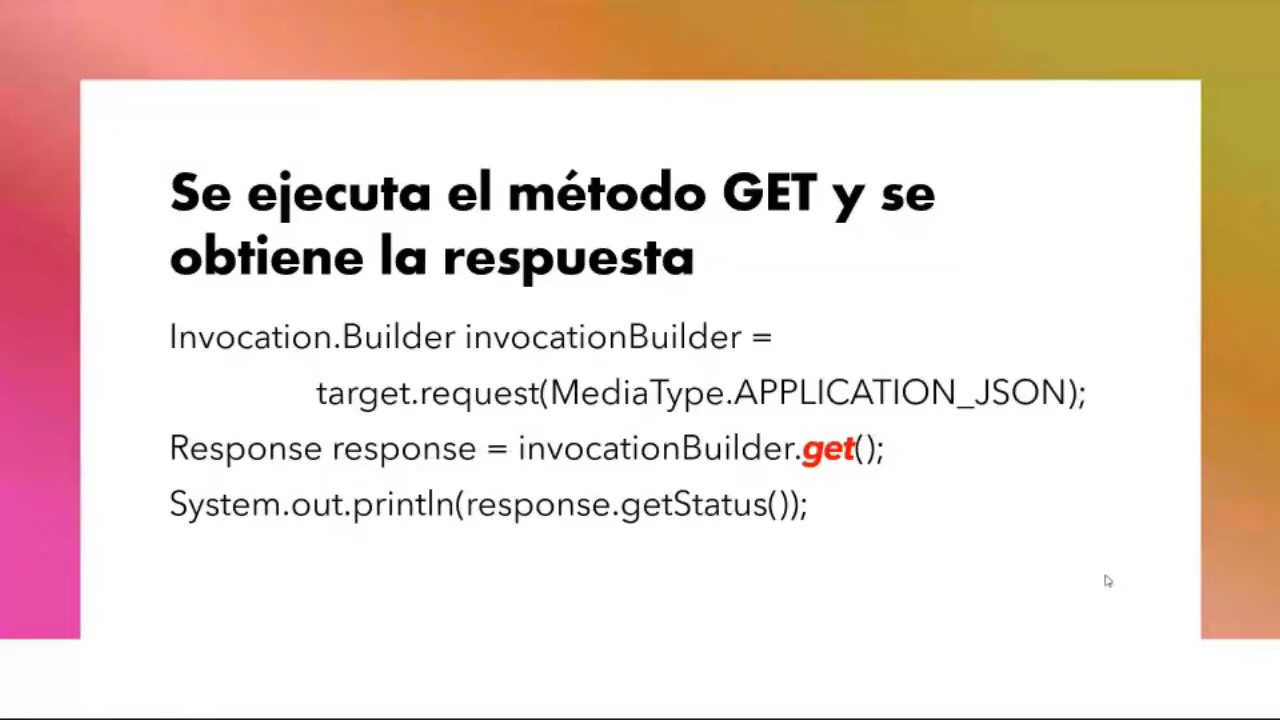 Se ejecuta el método GET y se
obtiene la respuesta
Invocation.Builder invocationBuilder =
target.request(MediaType.APPLICATION_JSON);
Response response = invocationBuilder.get();
System.out.println(response.getStatus());